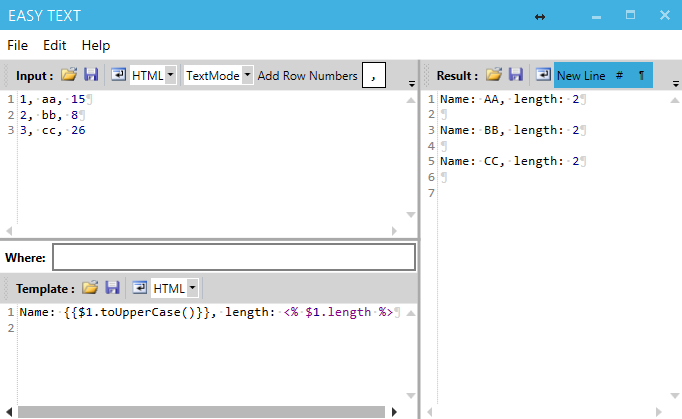 EASY TEXT
File Edit Help
Input : HTML TextMode Add Row Numbers ,
1 1, aa, 15¶
2 2, bb, 8¶
3 3, cc, 26
Where:
Template : HTML
1 Name: {{$1.toUpperCase()}}, length: <% $1.length %>¶
2
Result : New Line # ¶
1 Name: AA, length: 2¶
2 ¶
3 Name: BB, length: 2¶
4 ¶
5 Name: CC, length: 2¶
6 ¶
7